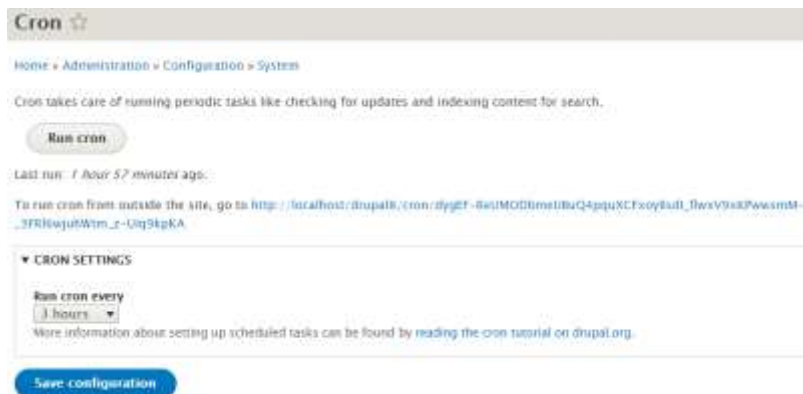 Cron
Home » Administration » Configuration » System
Cron takes care of running periodic tasks like checking for updates and indexing content for search.
Run cron
Last run: 1 hour 57 minutes ago.
To run cron from outside the site, go to
▼ CRON SETTINGS
Run cron every
3 hours ▼
More information about setting up scheduled tasks can be found by reading the cron tutorial on drupal.org.
Save configuration